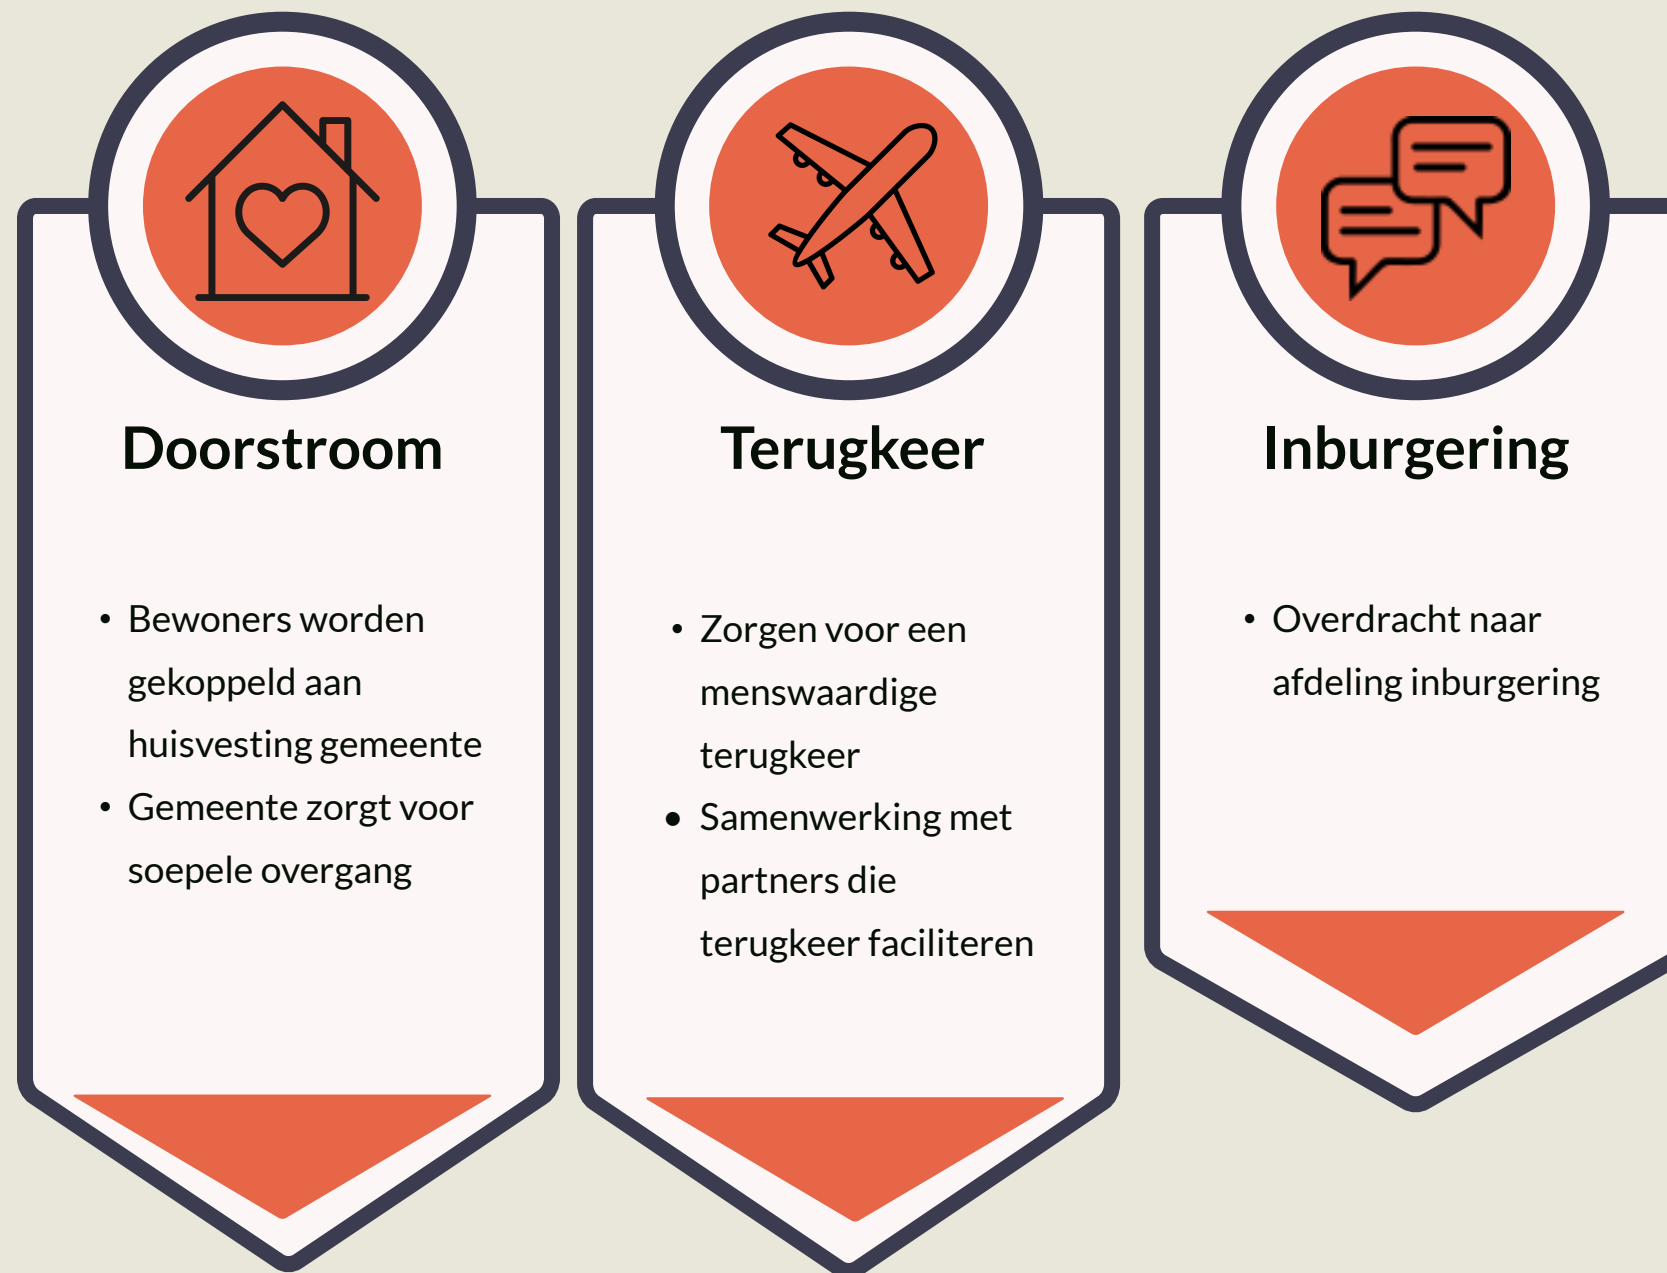 Doorstroom
• Bewoners worden
gekoppeld aan
huisvesting gemeente
• Gemeente zorgt voor
soepele overgang
Terugkeer
• Zorgen voor een
menswaardige
terugkeer
• Samenwerking met
partners die
terugkeer faciliteren
Inburgering
• Overdracht naar
afdeling inburgering